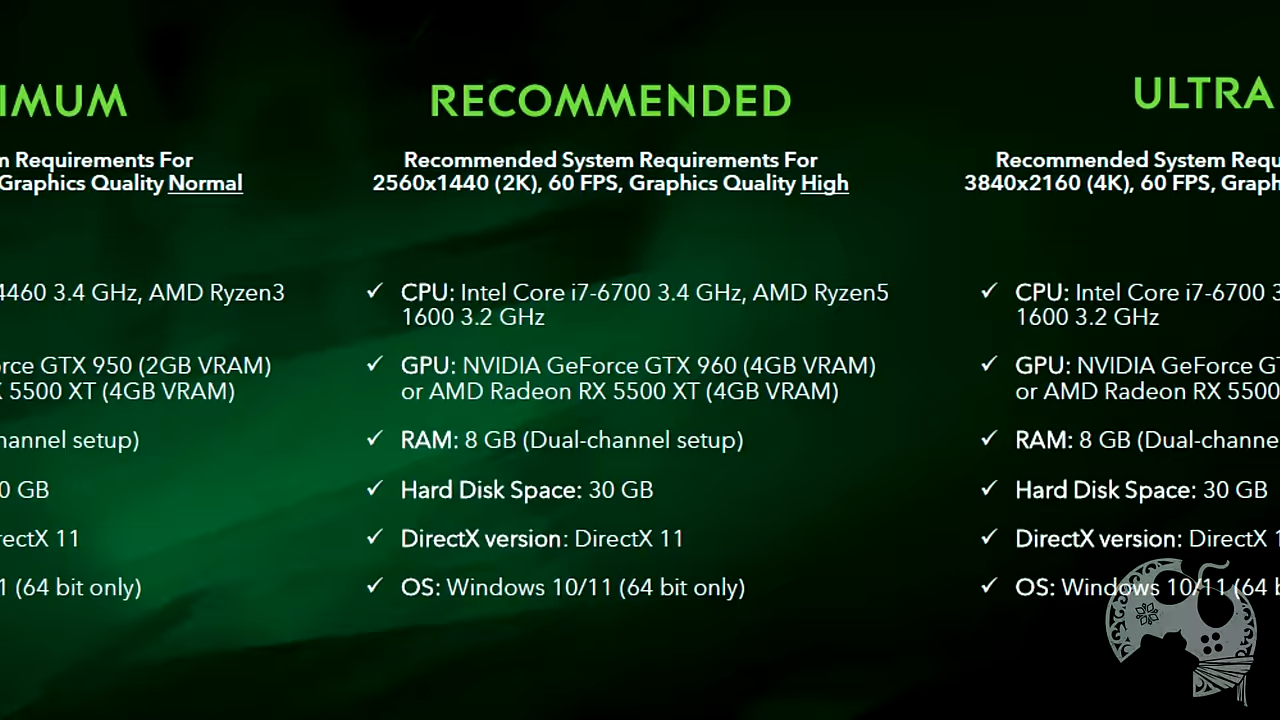 IMUM
Requirements For
Graphics Quality Normal
4460 3.4 GHz, AMD Ryzen3
GTX 950 (2GB VRAM)
5500 XT (4GB VRAM)
setup)
0 GB
11
(64 bit only)
RECOMMENDED
Recommended System Requirements For
2560x1440 (2K), 60 FPS, Graphics Quality High
✓ CPU: Intel Core i7-6700 3.4 GHz, AMD Ryzen5
1600 3.2 GHz
✓ GPU: NVIDIA GeForce GTX 960 (4GB VRAM)
or AMD Radeon RX 5500 XT (4GB VRAM)
✓ RAM: 8 GB (Dual-channel setup)
✓ Hard Disk Space: 30 GB
✓ DirectX version: DirectX 11
✓ OS: Windows 10/11 (64 bit only)
ULTRA
Recommended System Requ
3840x2160 (4K), 60 FPS, Graph
✓ CPU: Intel Core i7-6700 3
1600 3.2 GHz
✓ GPU: NVIDIA GeForce GT
or AMD Radeon RX 5500
✓ RAM: 8 GB (Dual-channe
✓ Hard Disk Space: 30 GB
✓ DirectX version: DirectX 1
✓ OS: Windows 10/11 (64 b